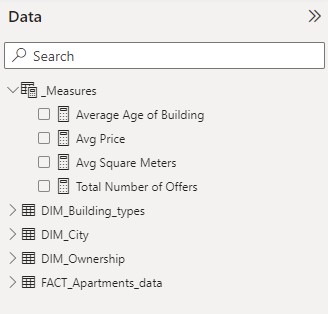 Data
Search
_Measures
Average Age of Building
Avg Price
Avg Square Meters
Total Number of Offers
DIM_Building_types
DIM_City
DIM_Ownership
FACT_Apartments_data